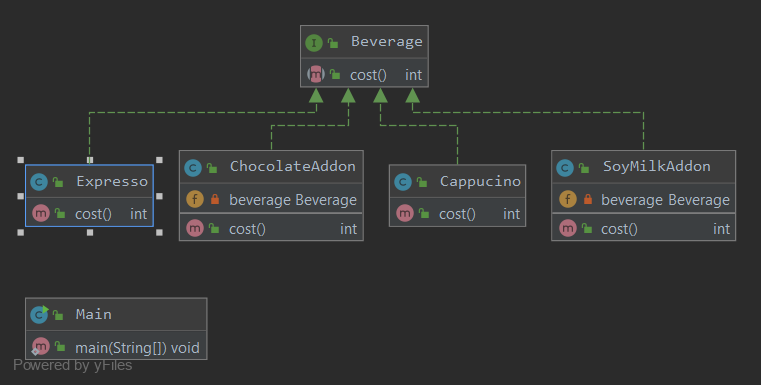 I Beverage
m cost() int
C Expresso
m cost() int
C ChocolateAddon
f beverage Beverage
m cost() int
C Cappucino
m cost() int
C SoyMilkAddon
f beverage Beverage
m cost() int
C Main
m main(String[]) void
Powered by yFiles